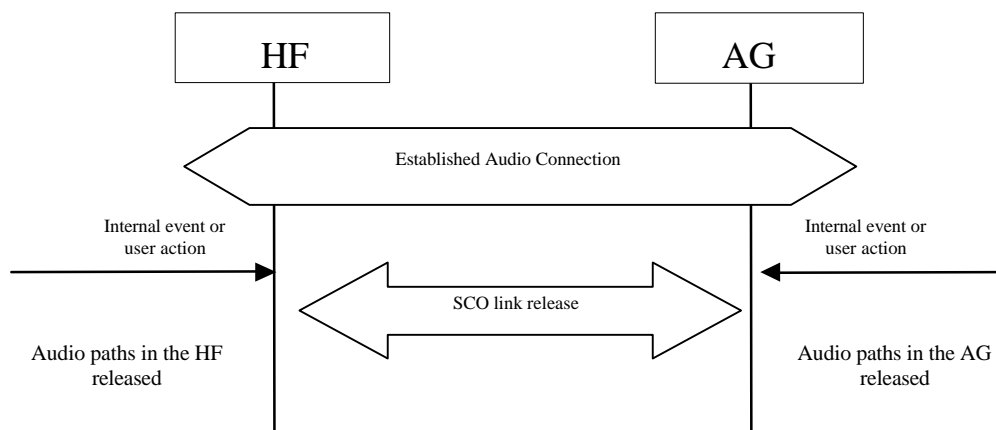 HF
AG
Established Audio Connection
Internal event or
user action
Internal event or
user action
SCO link release
Audio paths in the HF
released
Audio paths in the AG
released